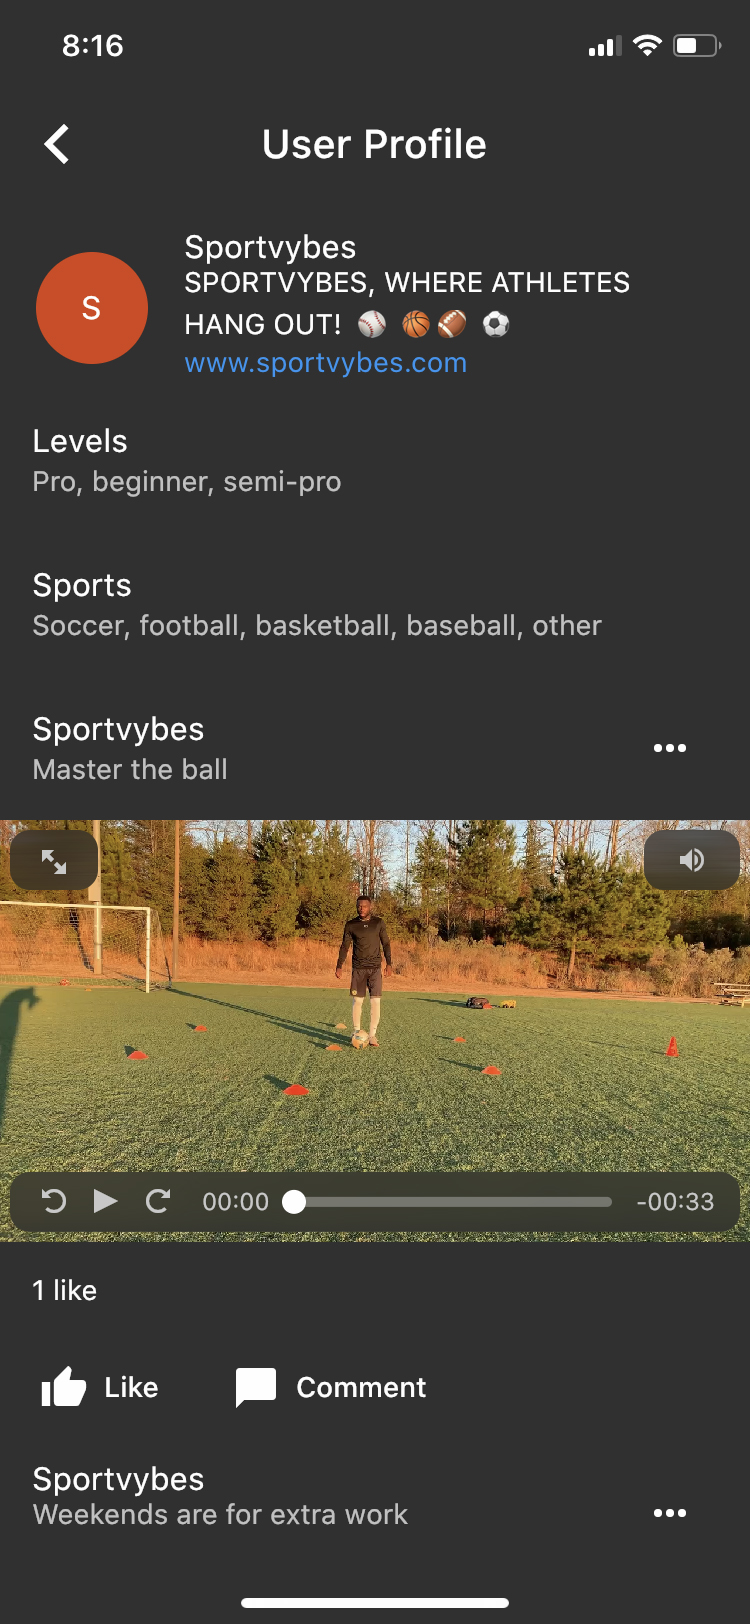 8:16
User Profile
S
Sportvybes
SPORTVYBES, WHERE ATHLETES
HANG OUT! ⚾ 🏀🏈 ⚽
www.sportvybes.com
Levels
Pro, beginner, semi-pro
Sports
Soccer, football, basketball, baseball, other
Sportvybes
Master the ball
00:00
-00:33
1 like
Like
Comment
Sportvybes
Weekends are for extra work